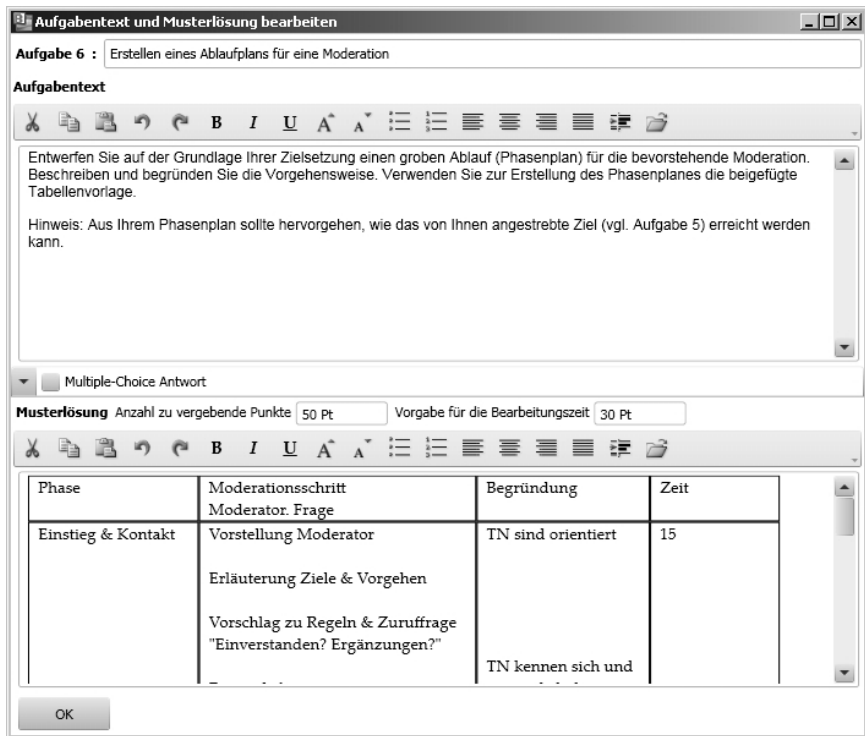 Aufgabentext und Musterlösung bearbeiten
Aufgabe 6 : Erstellen eines Ablaufplans für eine Moderation
Aufgabentext
B I U A A
Entwerfen Sie auf der Grundlage Ihrer Zielsetzung einen groben Ablauf (Phasenplan) für die bevorstehende Moderation.
Beschreiben und begründen Sie die Vorgehensweise. Verwenden Sie zur Erstellung des Phasenplanes die beigefügte
Tabellenvorlage.
Hinweis: Aus Ihrem Phasenplan sollte hervorgehen, wie das von Ihnen angestrebte Ziel (vgl. Aufgabe 5) erreicht werden
kann.
Multiple-Choice Antwort
Musterlösung Anzahl zu vergebende Punkte 50 Pt Vorgabe für die Bearbeitungszeit 30 Pt
B I U A A
Phase Moderationsschritt Begründung Zeit
Moderator. Frage
Einstieg & Kontakt Vorstellung Moderator TN sind orientiert 15
Erläuterung Ziele & Vorgehen
Vorschlag zu Regeln & Zuruffrage
"Einverstanden? Ergänzungen?"
TN kennen sich und
OK